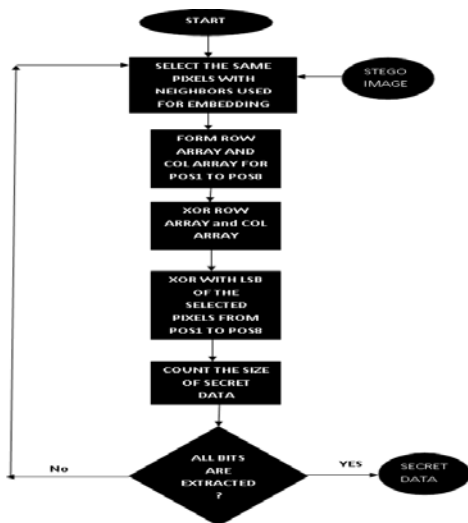 START
SELECT THE SAME
PIXELS WITH
NEIGHBORS USED
FOR EMBEDDING
STEGO
IMAGE
FORM ROW
ARRAY AND COL
ARRAY FOR
POS1 TO POS8
XOR ROW
ARRAY and COL
ARRAY
XOR WITH LSB
OF THE
SELECTED
PIXELS FROM
POS1 TO POS8
COUNT THE SIZE
OF SECRET
DATA
ALL BITS
ARE
EXTRACTED
?
No
YES
SECRET
DATA